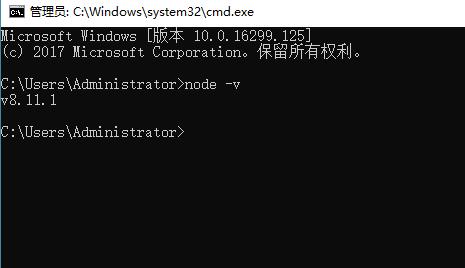 管理员: C:\Windows\system32\cmd.exe
Microsoft Windows [版本 10.0.16299.125]
(c) 2017 Microsoft Corporation。保留所有权利。
C:\Users\Administrator>node -v
v8.11.1
C:\Users\Administrator>